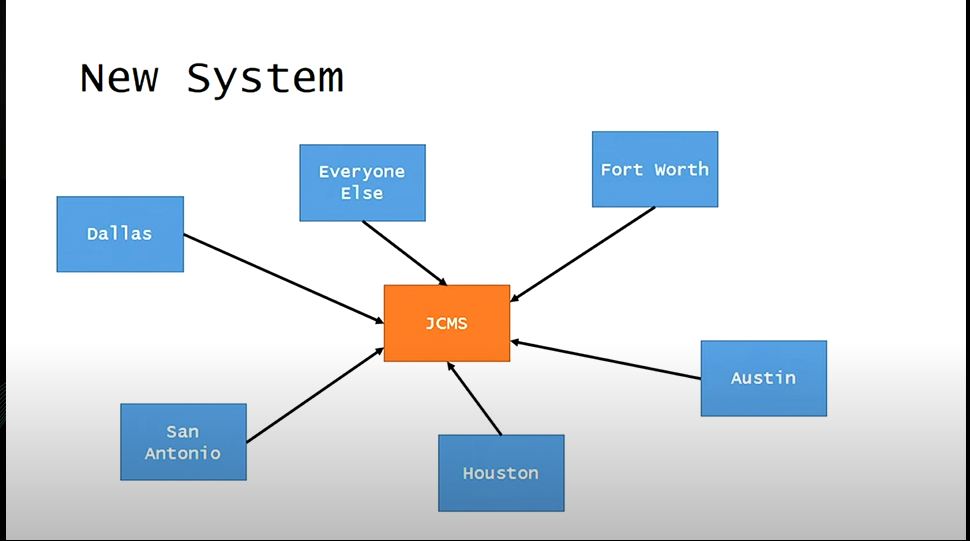 New System
Everyone
Else
Fort Worth
Dallas
JCMS
Austin
San
Antonio
Houston